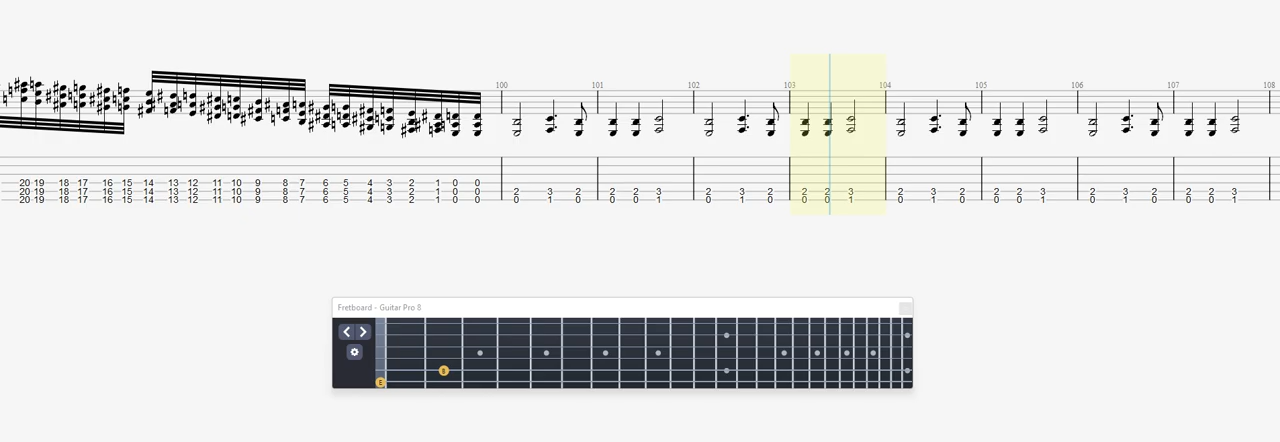 100 101 102 103 104 105 106 107 108
20 19 18 17 16 15 14 13 12 11 10 9 8 7 6 5 4 3 2 1 0 0
20 19 18 17 16 15 14 13 12 11 10 9 8 7 6 5 4 3 2 1 0 0 2 3 2 2 2 3 2 3 2 2 2 3 2 3 2 2 2 3 2 3 2 2 2 3
20 19 18 17 16 15 14 13 12 11 10 9 8 7 6 5 4 3 2 1 0 0 0 1 0 0 0 1 0 1 0 0 0 1 0 1 0 0 0 1 0 1 0 0 0 1
Fretboard - Guitar Pro 8
B
E